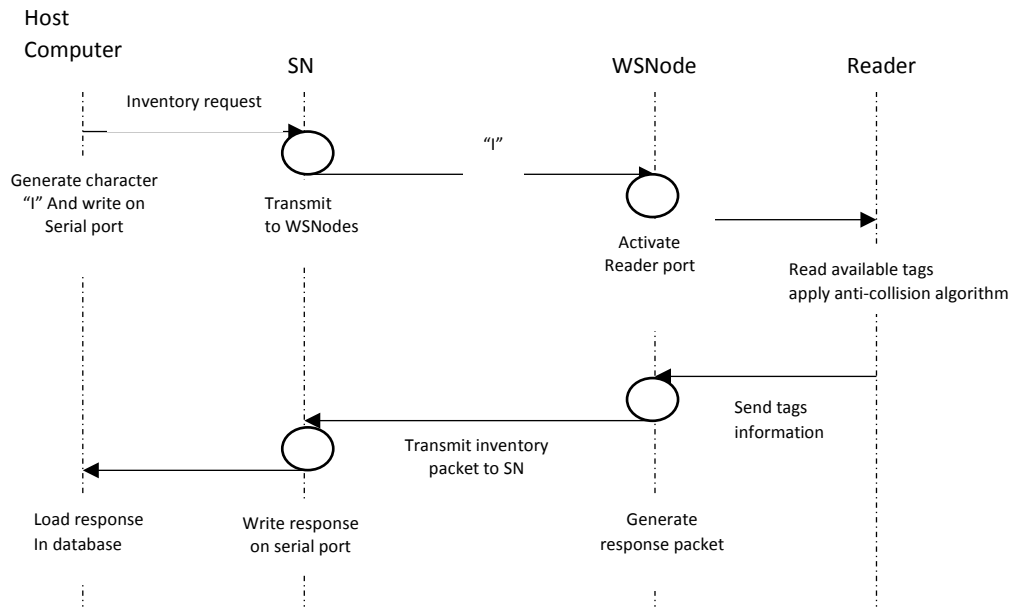 Host
Computer
SN
WSNode
Reader
Inventory request
“I”
Generate character
“I” And write on
Serial port
Transmit
to WSNodes
Activate
Reader port
Read available tags
apply anti-collision algorithm
Send tags
information
Transmit inventory
packet to SN
Load response
In database
Write response
on serial port
Generate
response packet